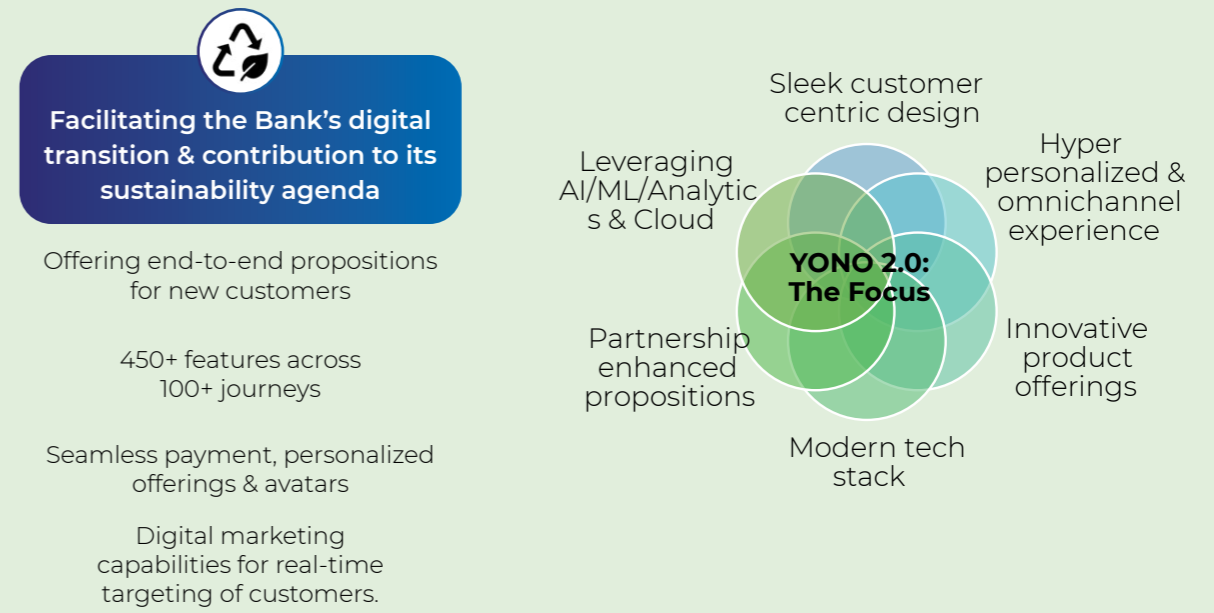 Facilitating the Bank’s digital
transition & contribution to its
sustainability agenda
Offering end-to-end propositions
for new customers
450+ features across
100+ journeys
Seamless payment, personalized
offerings & avatars
Digital marketing
capabilities for real-time
targeting of customers.
Sleek customer
centric design
Hyper
personalized &
omnichannel
experience
Innovative
product
offerings
Modern tech
stack
Partnership
enhanced
propositions
Leveraging
AI/ML/Analytic
s & Cloud
YONO 2.0:
The Focus